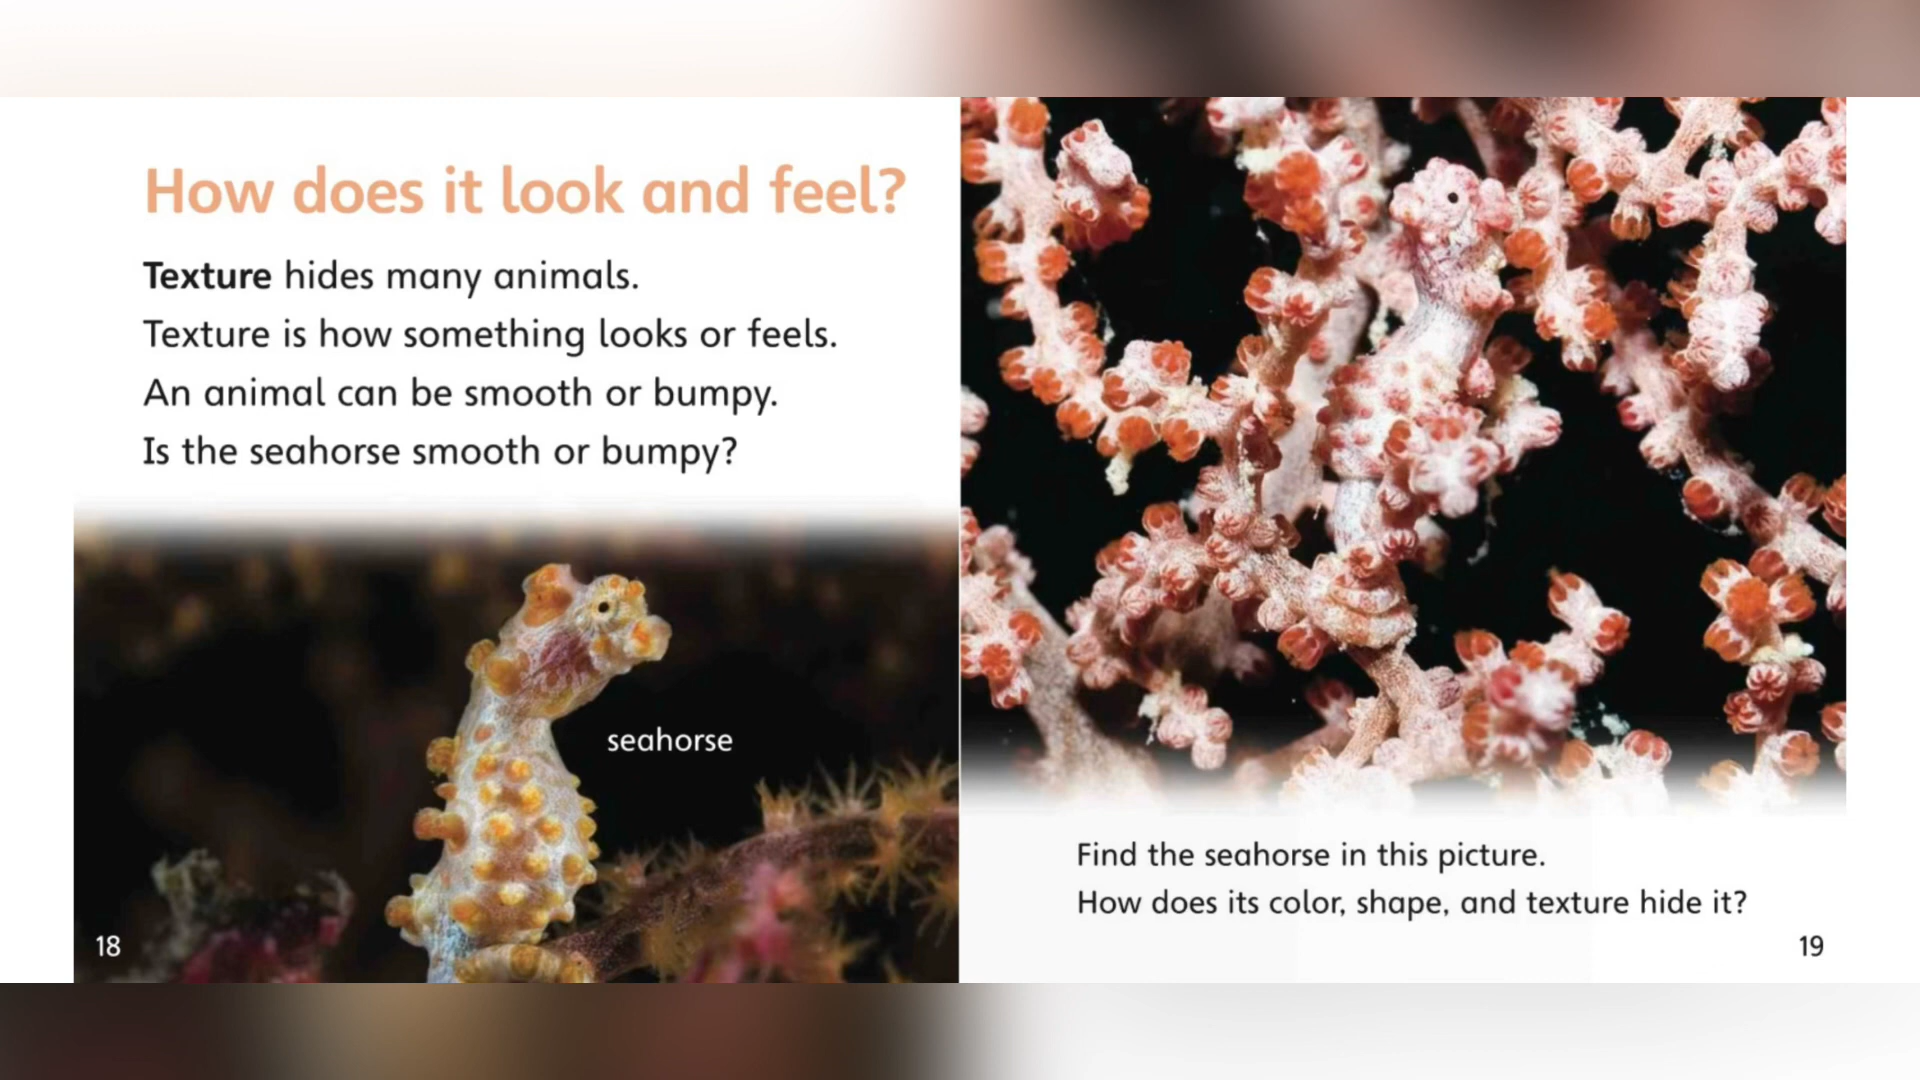 How does it look and feel?
Texture hides many animals.
Texture is how something looks or feels.
An animal can be smooth or bumpy.
Is the seahorse smooth or bumpy?
seahorse
18
Find the seahorse in this picture.
How does its color, shape, and texture hide it?
19